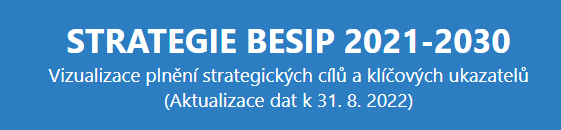 STRATEGIE BESIP 2021-2030
Vizualizace plnění strategických cílů a klíčových ukazatelů
(Aktualizace dat k 31. 8. 2022)